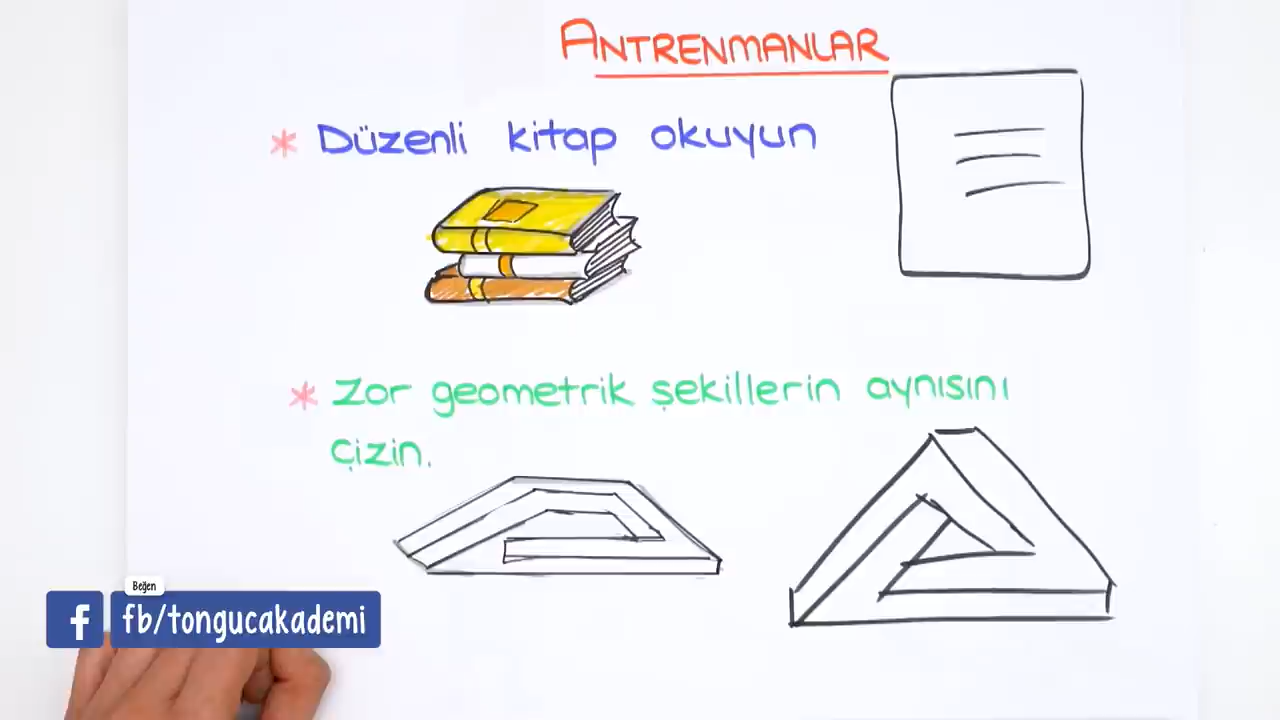 ANTRENMANLAR
* Düzenli kitap okuyun
* Zor geometrik şekillerin aynısını
çizin.
Beğen
f fb/tongucakademi